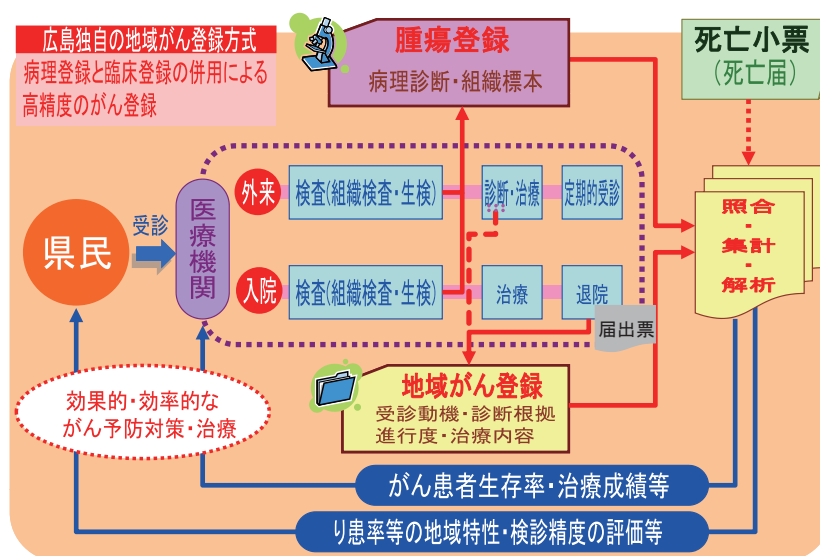 広島独自の地域がん登録方式
病理登録と臨床登録の併用による
高精度のがん登録
腫瘍登録
病理診断・組織標本
死亡小票
(死亡届)
県民
受診
医療機関
外来
検査(組織検査・生検)
診断・治療
定期的受診
入院
検査(組織検査・生検)
治療
退院
届出票
照合
・
集計
・
解析
地域がん登録
受診動機・診断根拠
進行度・治療内容
効果的・効率的な
がん予防対策・治療
がん患者生存率・治療成績等
り患率等の地域特性・検診精度の評価等